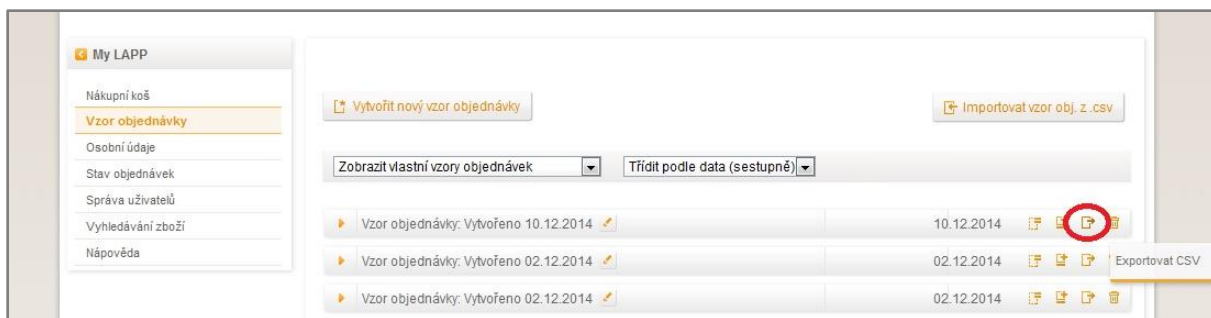 My LAPP
Nákupní koš
Vzor objednávky
Osobní údaje
Stav objednávek
Správa uživatelů
Vyhledávání zboží
Nápověda
Vytvořit nový vzor objednávky
Importovat vzor obj. z .csv
Zobrazit vlastní vzory objednávek
Třídit podle data (sestupně)
Vzor objednávky: Vytvořeno 10.12.2014 10.12.2014
Vzor objednávky: Vytvořeno 02.12.2014 02.12.2014
Exportovat CSV
Vzor objednávky: Vytvořeno 02.12.2014 02.12.2014